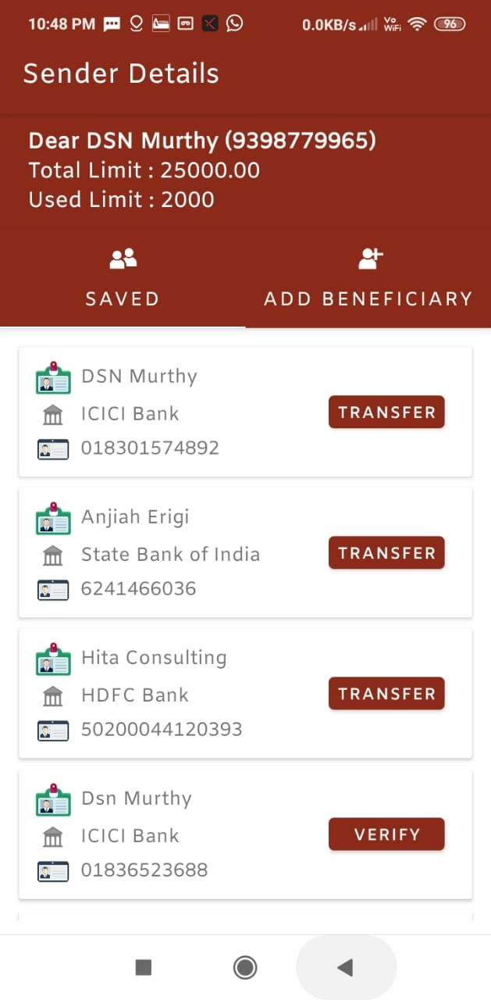 10:48 PM 0.0KB/s Vo WiFi 96
Sender Details
Dear DSN Murthy (9398779965)
Total Limit : 25000.00
Used Limit : 2000
SAVED ADD BENEFICIARY
DSN Murthy
ICICI Bank
TRANSFER
018301574892
Anjiah Erigi
State Bank of India
TRANSFER
6241466036
Hita Consulting
HDFC Bank
TRANSFER
50200044120393
Dsn Murthy
ICICI Bank
VERIFY
01836523688